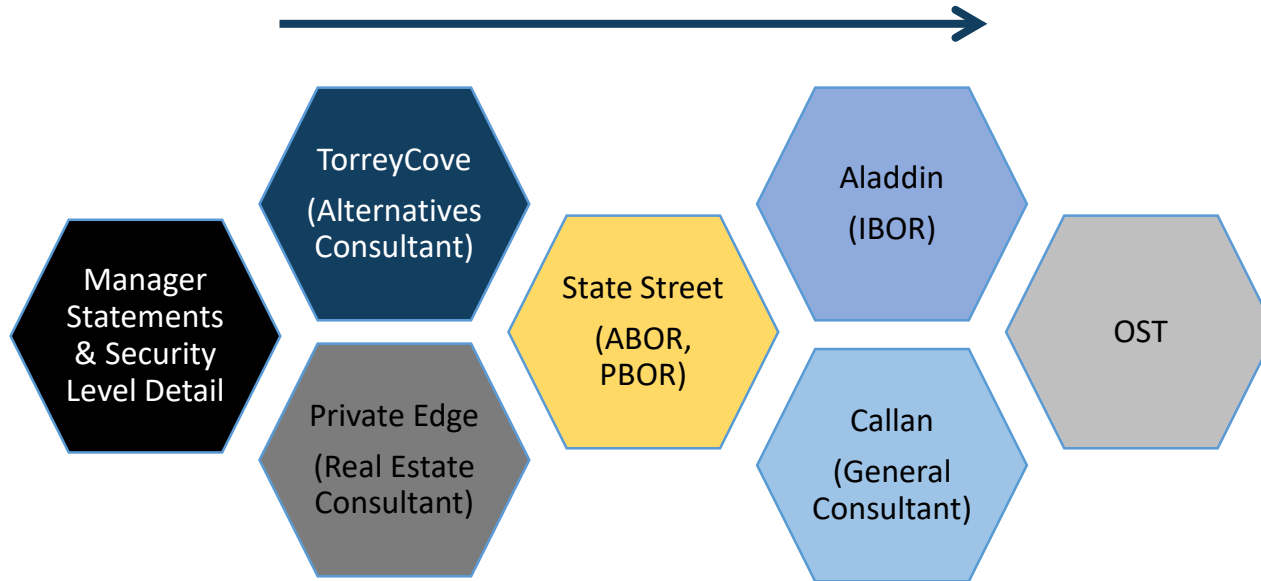 Manager
Statements
& Security
Level Detail
TorreyCove
(Alternatives
Consultant)
Private Edge
(Real Estate
Consultant)
State Street
(ABOR,
PBOR)
Aladdin
(IBOR)
Callan
(General
Consultant)
OST